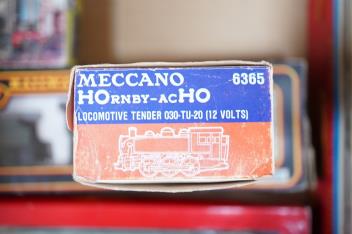 MECCANO 6365
HORNBY-ACHO
LOCOMOTIVE TENDER 030-TU-20 (12 VOLTS)